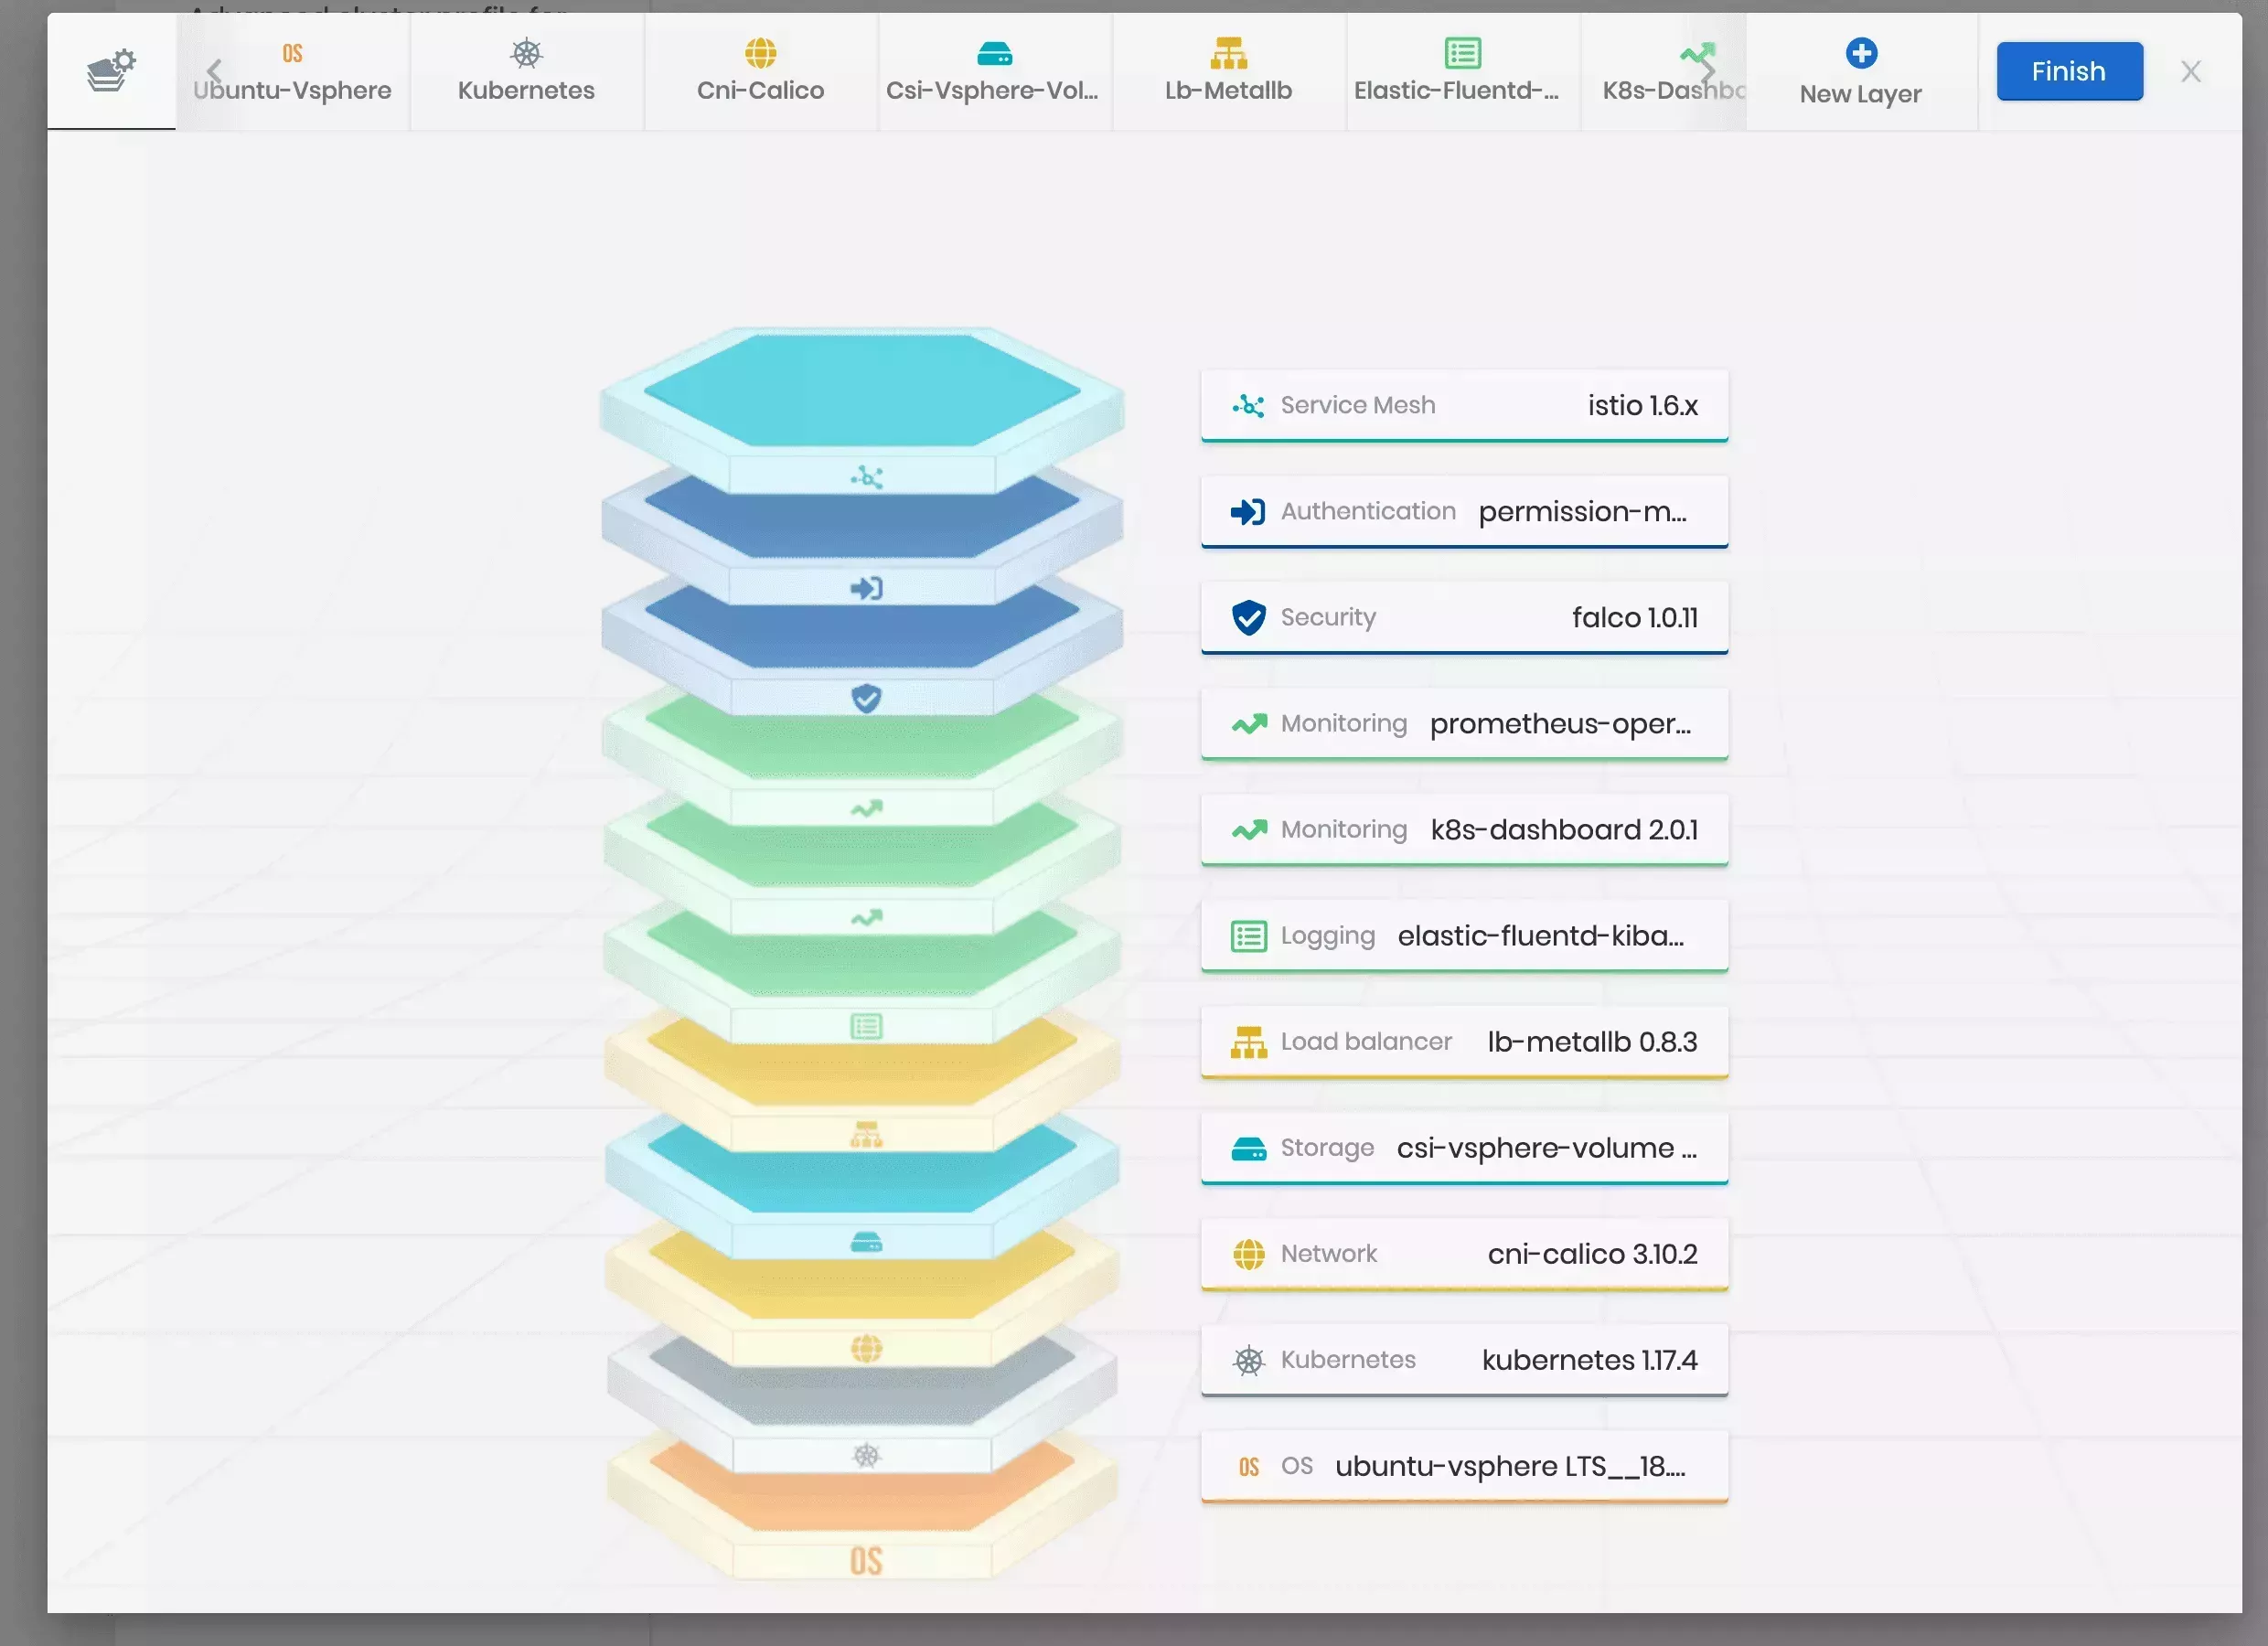 Ubuntu-Vsphere
Kubernetes
Cni-Calico
Csi-Vsphere-Vol...
Lb-Metallb
Elastic-Fluentd-...
K8s-Dashbo
New Layer
Finish
Service Mesh istio 1.6.x
Authentication permission-m...
Security falco 1.0.11
Monitoring prometheus-oper...
Monitoring k8s-dashboard 2.0.1
Logging elastic-fluentd-kiba...
Load balancer lb-metallb 0.8.3
Storage csi-vsphere-volume ...
Network cni-calico 3.10.2
Kubernetes kubernetes 1.17.4
OS OS ubuntu-vsphere LTS__18....
OS